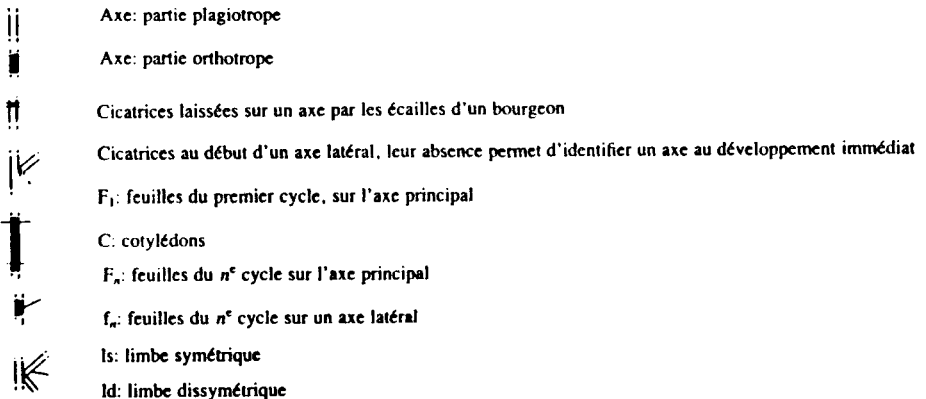 Axe: partie plagiotrope
Axe: partie orthotrope
Cicatrices laissées sur un axe par les écailles d'un bourgeon
Cicatrices au début d'un axe latéral, leur absence permet d'identifier un axe au développement immédiat
F₁: feuilles du premier cycle, sur l'axe principal
C: cotylédons
Fₙ: feuilles du nᵉ cycle sur l'axe principal
fₙ: feuilles du nᵉ cycle sur un axe latéral
ls: limbe symétrique
ld: limbe dissymétrique